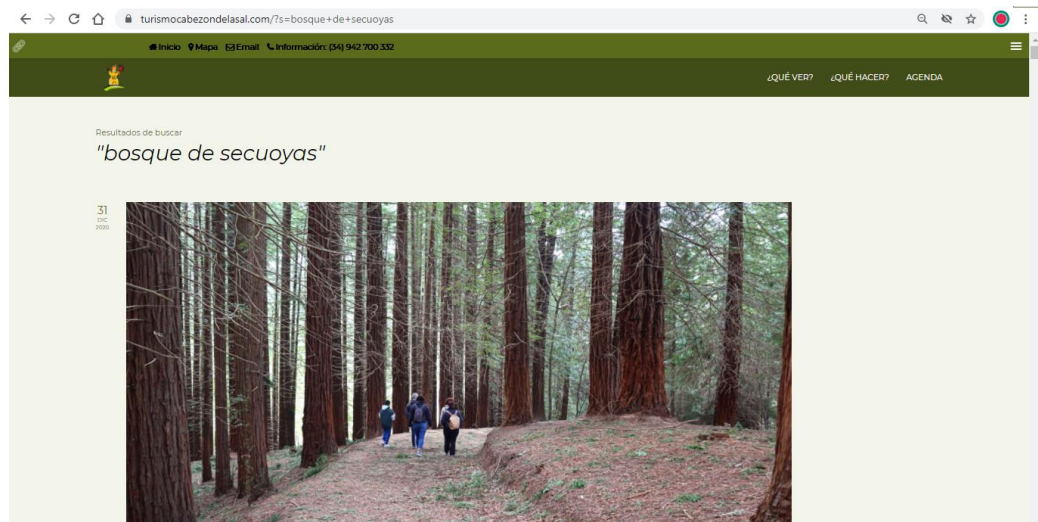 turismocabezondelasal.com/?s=bosque+de+secuoyas
Inicio Mapa Email Información: (34) 942 700 332
¿QUÉ VER? ¿QUÉ HACER? AGENDA
Resultados de buscar
"bosque de secuoyas"
31
DIC
2020